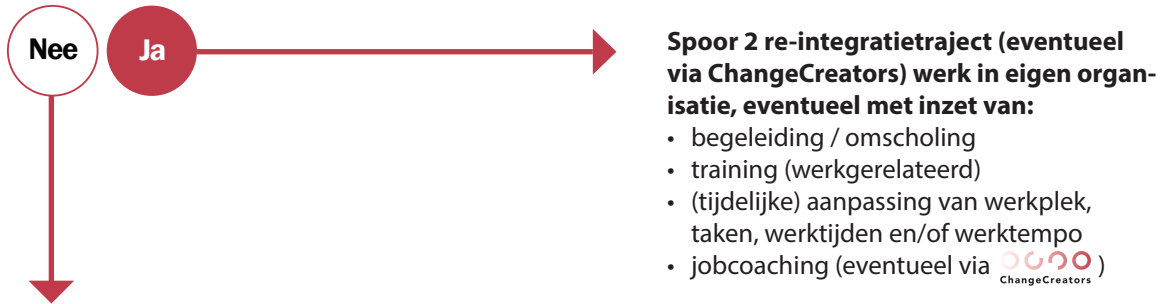 Nee
Ja
Spoor 2 re-integratietraject (eventueel
via ChangeCreators) werk in eigen organ-
isatie, eventueel met inzet van:
• begeleiding / omscholing
• training (werkgerelateerd)
• (tijdelijke) aanpassing van werkplek,
taken, werktijden en/of werktempo
• jobcoaching (eventueel via ChangeCreators )